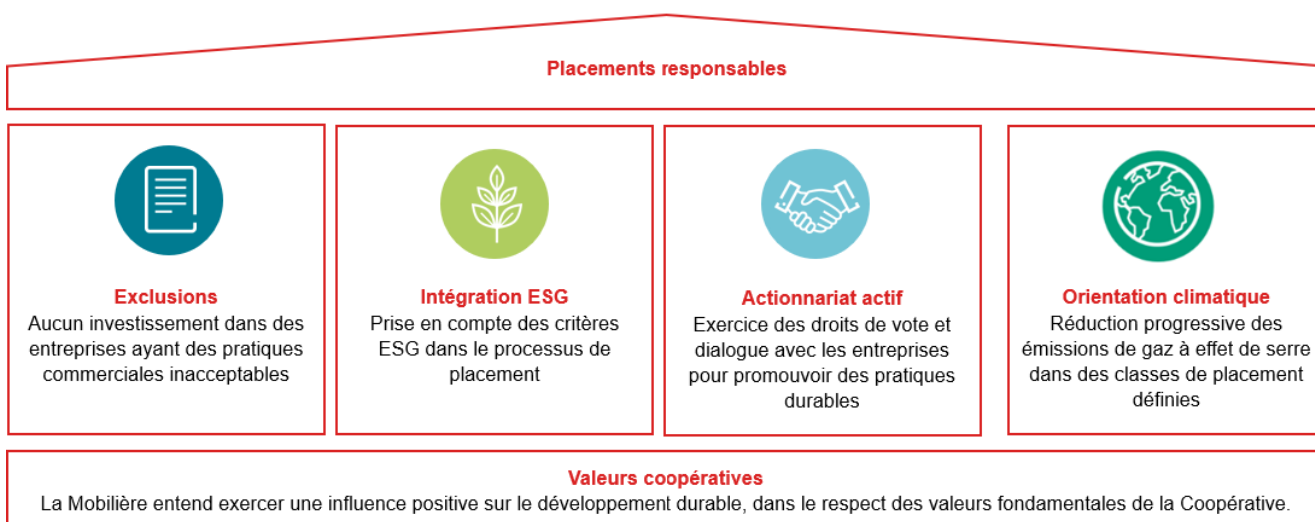 Placements responsables
Exclusions
Aucun investissement dans des
entreprises ayant des pratiques
commerciales inacceptables
Intégration ESG
Prise en compte des critères
ESG dans le processus de
placement
Actionnariat actif
Exercice des droits de vote et
dialogue avec les entreprises
pour promouvoir des pratiques
durables
Orientation climatique
Réduction progressive des
émissions de gaz à effet de serre
dans des classes de placement
définies
Valeurs coopératives
La Mobilière entend exercer une influence positive sur le développement durable, dans le respect des valeurs fondamentales de la Coopérative.